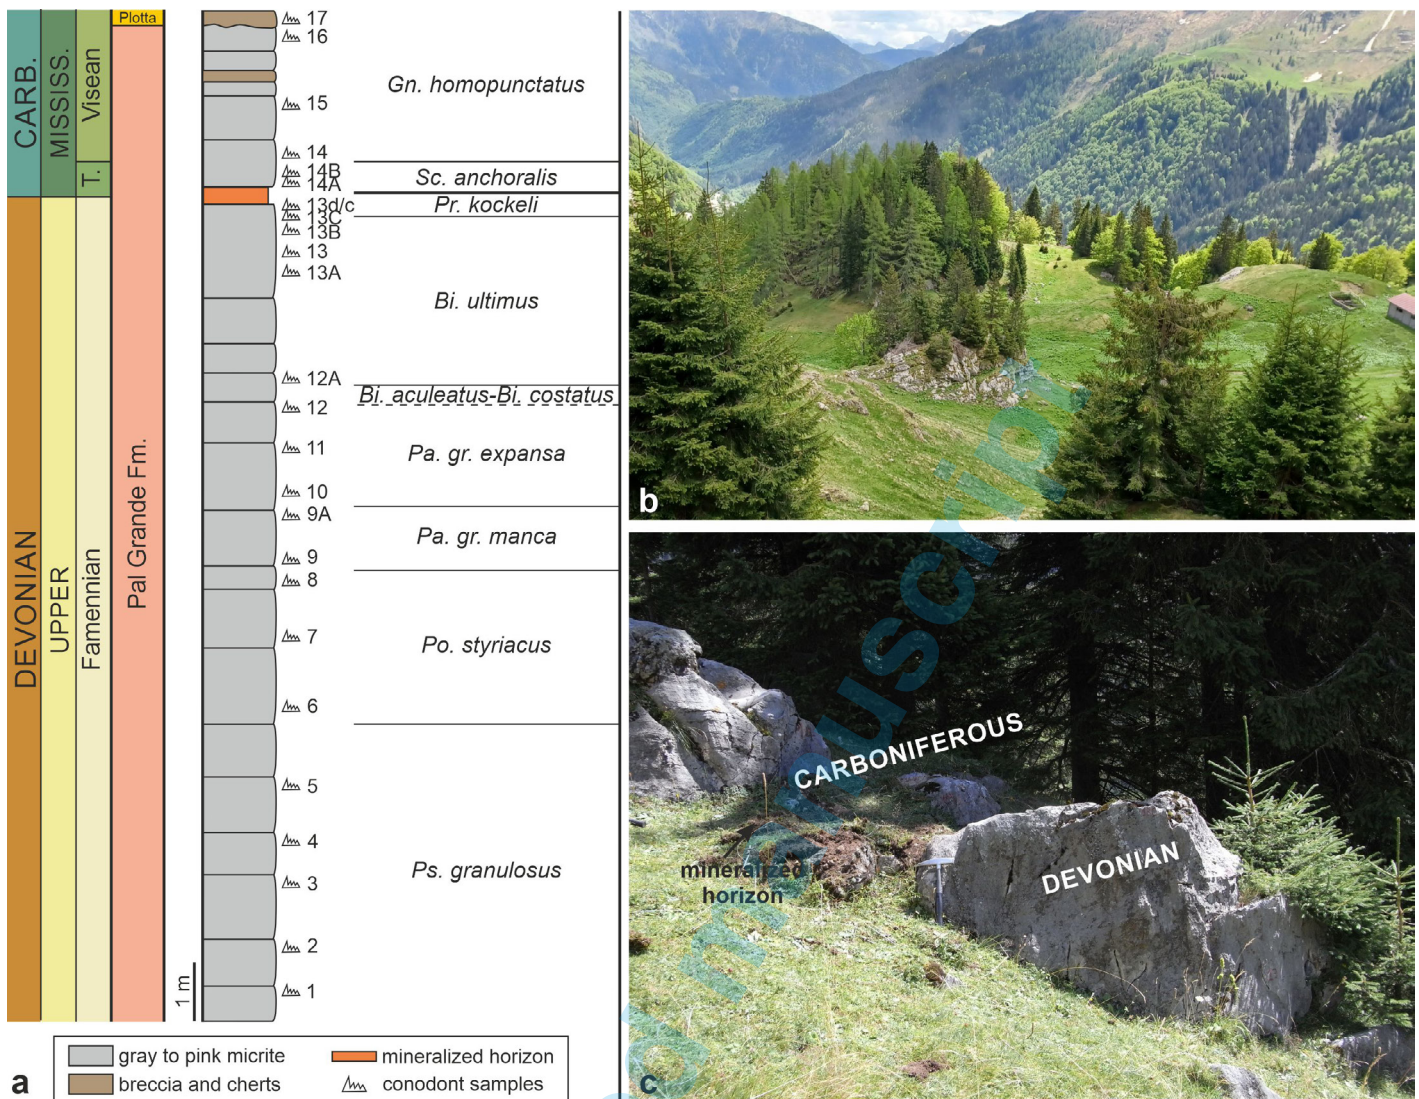 CARB.
MISSISS.
Visean
T.
DEVONIAN
UPPER
Famennian
Plotta
Pal Grande Fm.
1 m
17
16
15
14
14B
14A
13d/c
13C
13B
13
13A
12A
12
11
10
9A
9
8
7
6
5
4
3
2
1
Gn. homopunctatus
Sc. anchoralis
Pr. kockeli
Bi. ultimus
Bi. aculeatus-Bi. costatus
Pa. gr. expansa
Pa. gr. manca
Po. styriacus
Ps. granulosus
gray to pink micrite
breccia and cherts
mineralized horizon
conodont samples
a
b
CARBONIFEROUS
DEVONIAN
mineralized
horizon
c
manuscript